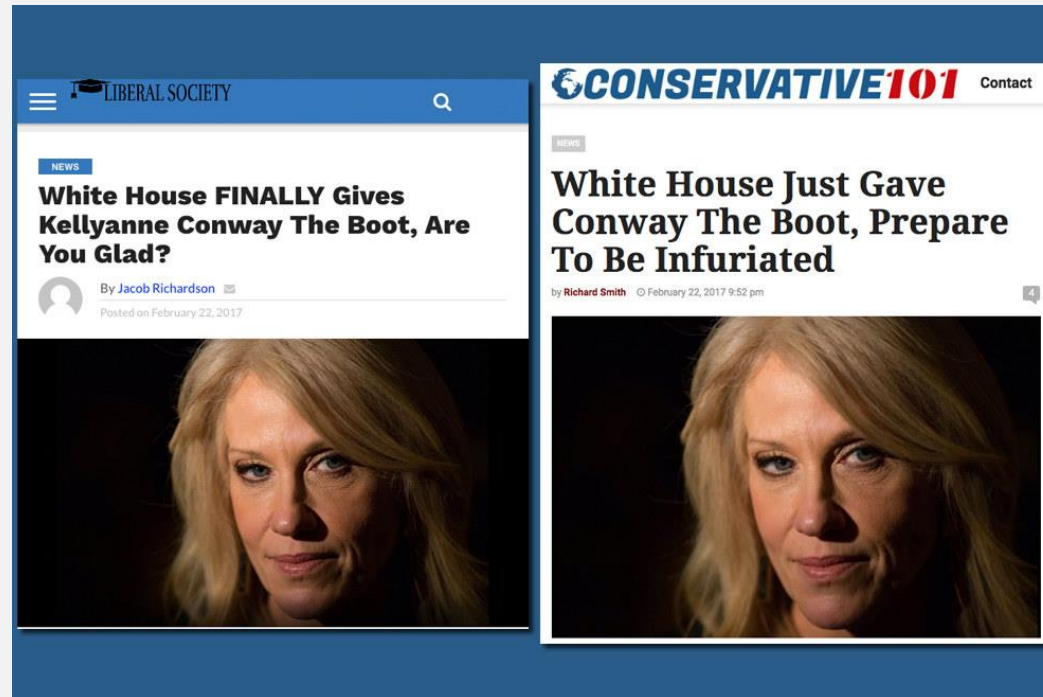 LIBERAL SOCIETY
NEWS
White House FINALLY Gives
Kellyanne Conway The Boot, Are
You Glad?
By Jacob Richardson
Posted on February 22, 2017
CONSERVATIVE101
Contact
NEWS
White House Just Gave
Conway The Boot, Prepare
To Be Infuriated
by Richard Smith February 22, 2017 9:52 pm
4